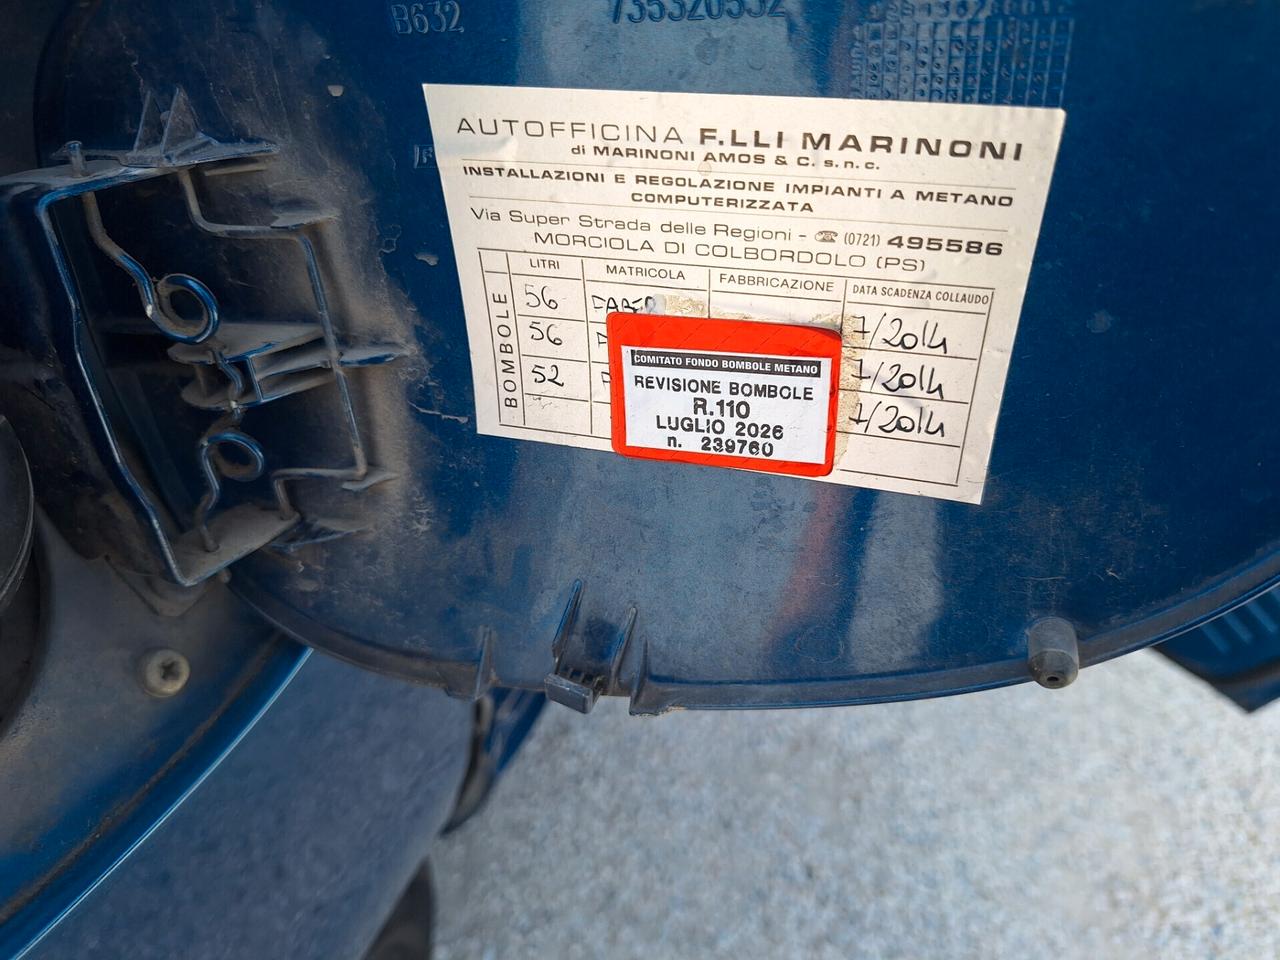 B632
735320532
AUTOFFICINA F.LLI MARINONI
di MARINONI AMOS & C. s.n.c.
INSTALLAZIONI E REGOLAZIONE IMPIANTI A METANO
COMPUTERIZZATA
Via Super Strada delle Regioni - ☎ (0721) 495586
MORCIOLA DI COLBORDOLO (PS)
BOMBOLE
LITRI MATRICOLA FABBRICAZIONE DATA SCADENZA COLLAUDO
56 FABER 7/2014
56 7/2014
52 7/2014
COMITATO FONDO BOMBOLE METANO
REVISIONE BOMBOLE
R.110
LUGLIO 2026
n. 239760